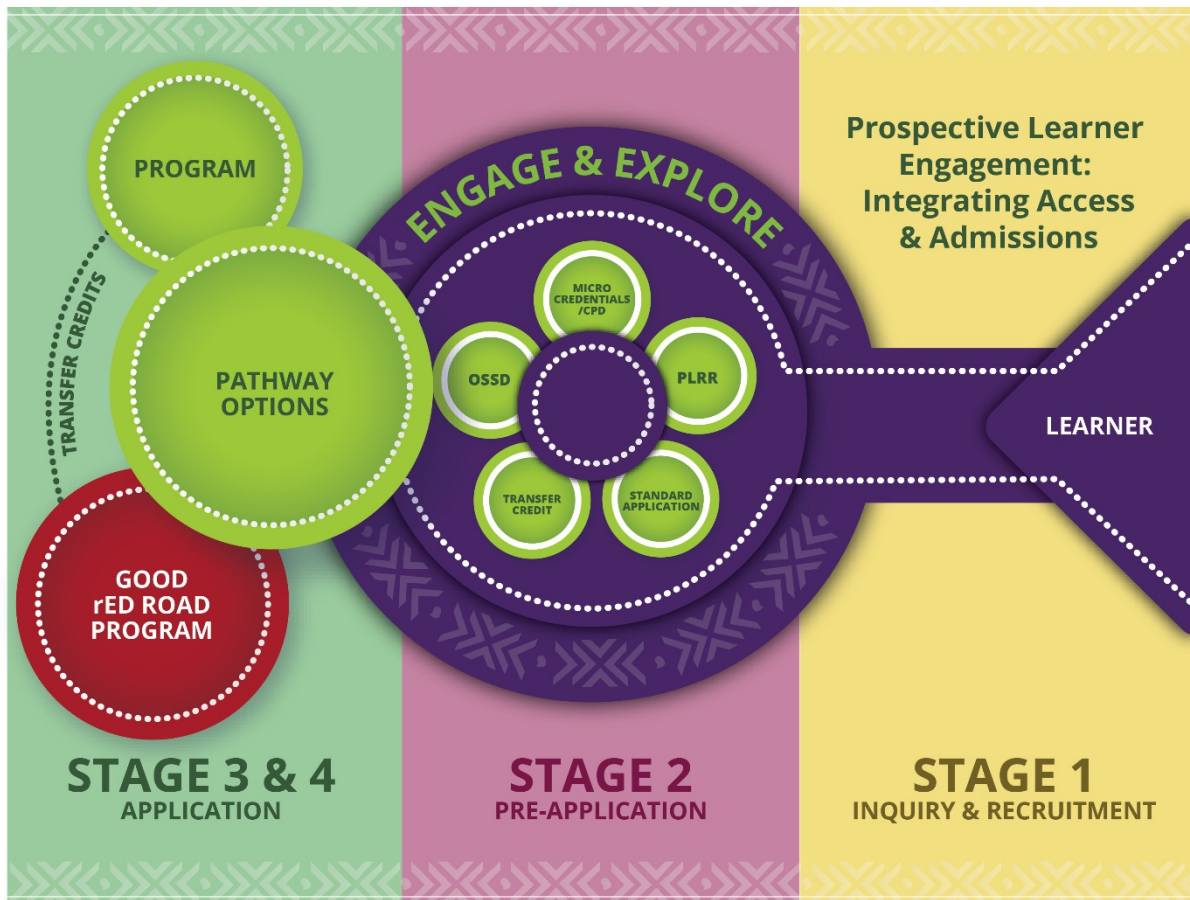 PROGRAM
TRANSFER CREDITS
PATHWAY
OPTIONS
GOOD
rED ROAD
PROGRAM
STAGE 3 & 4
APPLICATION
ENGAGE & EXPLORE
MICRO
CREDENTIALS
/CPD
OSSD
PLRR
TRANSFER
CREDIT
STANDARD
APPLICATION
STAGE 2
PRE-APPLICATION
Prospective Learner
Engagement:
Integrating Access
& Admissions
LEARNER
STAGE 1
INQUIRY & RECRUITMENT